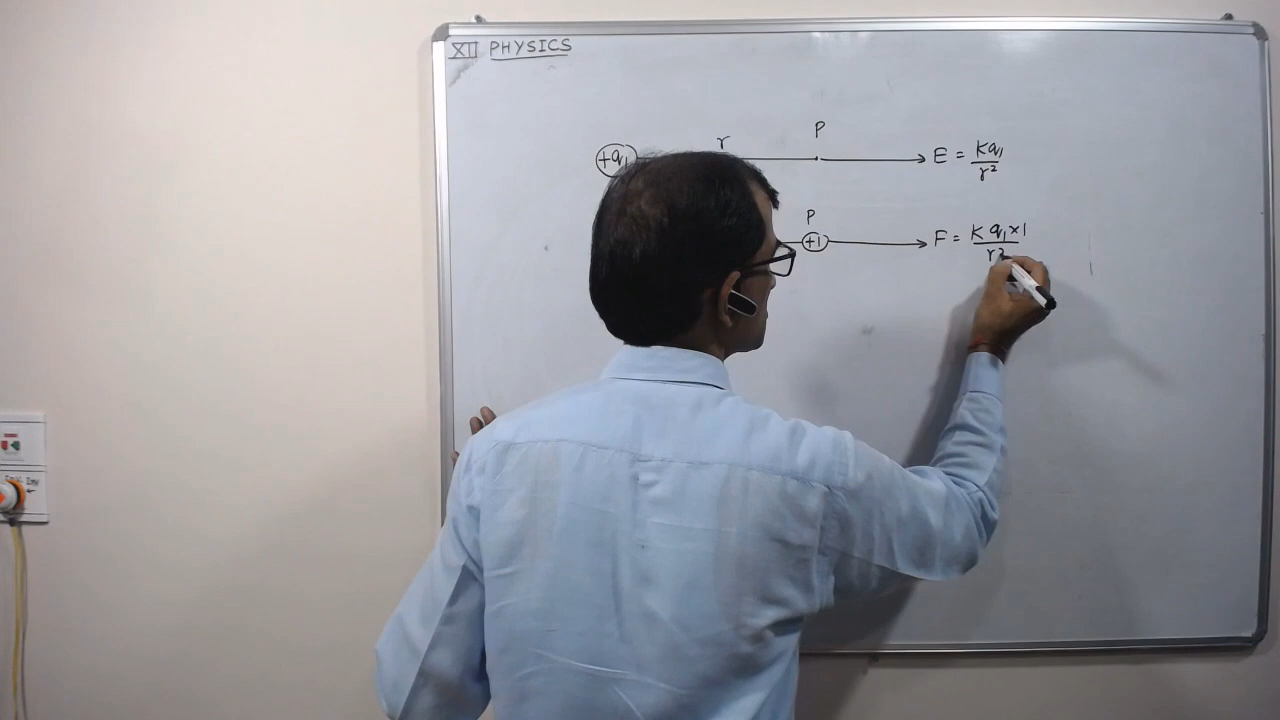 XII PHYSICS
r P
+q₁ E = Kq₁/r²
P
+1 F = K q₁×1/r²